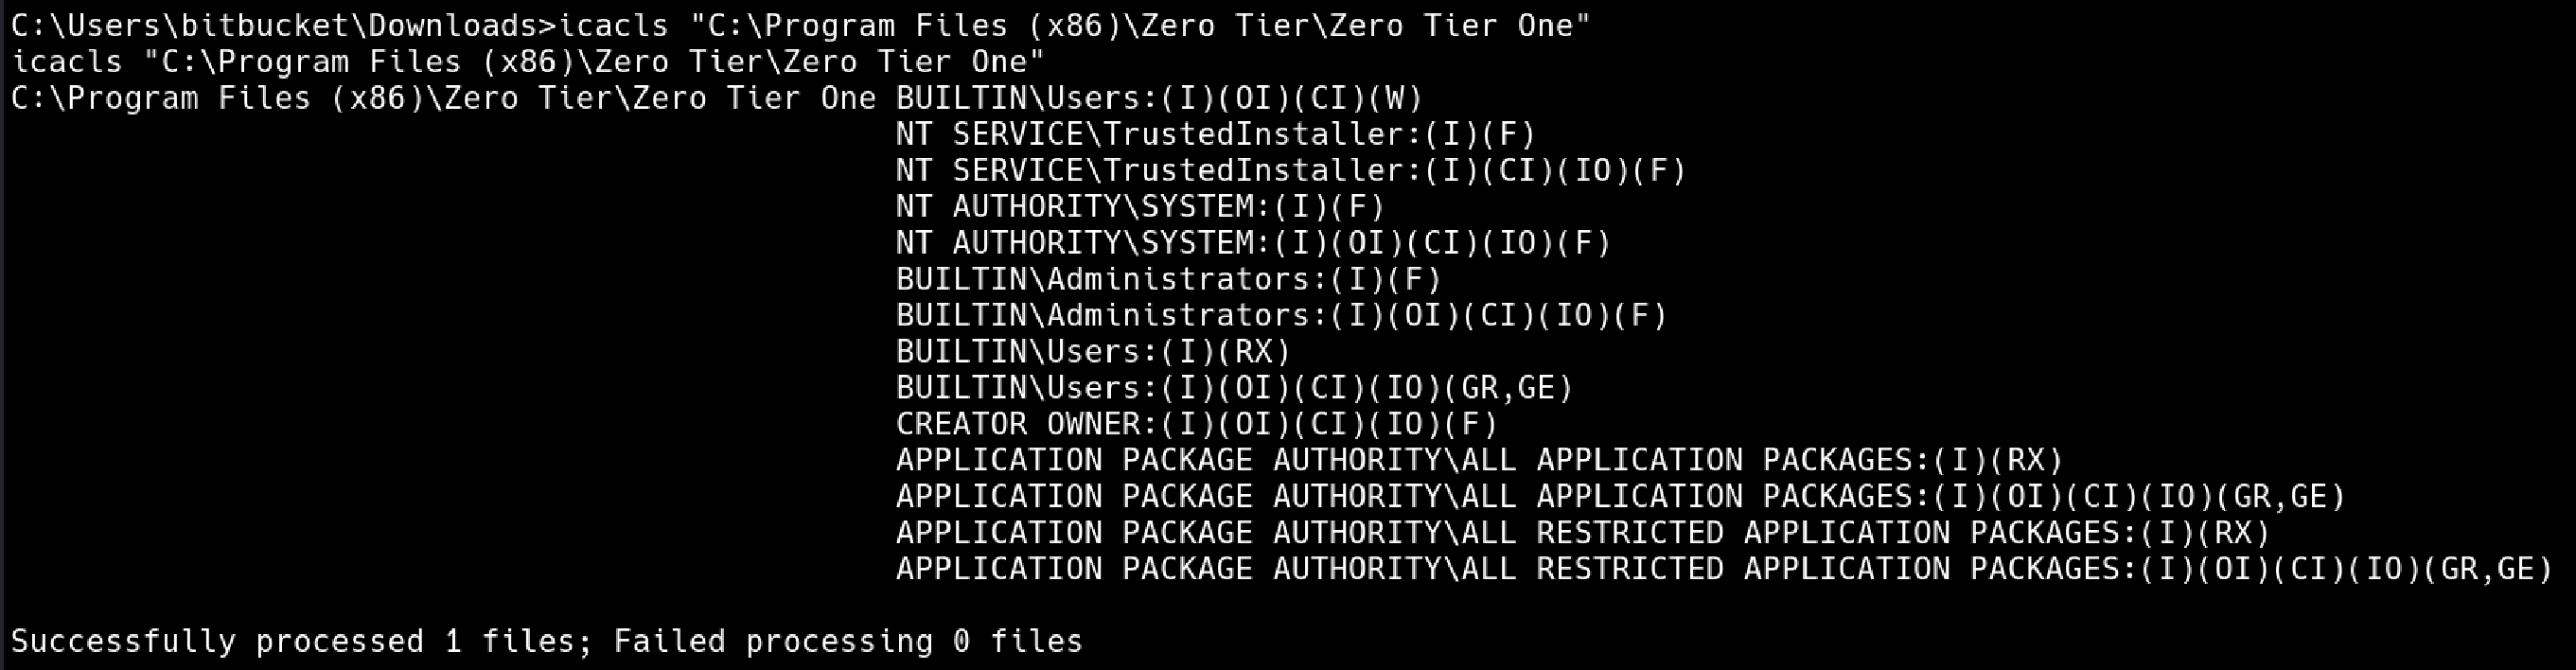 C:\Users\bitbucket\Downloads>icacls "C:\Program Files (x86)\Zero Tier\Zero Tier One"
icacls "C:\Program Files (x86)\Zero Tier\Zero Tier One"
C:\Program Files (x86)\Zero Tier\Zero Tier One BUILTIN\Users:(I)(OI)(CI)(W)
NT SERVICE\TrustedInstaller:(I)(F)
NT SERVICE\TrustedInstaller:(I)(CI)(IO)(F)
NT AUTHORITY\SYSTEM:(I)(F)
NT AUTHORITY\SYSTEM:(I)(OI)(CI)(IO)(F)
BUILTIN\Administrators:(I)(F)
BUILTIN\Administrators:(I)(OI)(CI)(IO)(F)
BUILTIN\Users:(I)(RX)
BUILTIN\Users:(I)(OI)(CI)(IO)(GR,GE)
CREATOR OWNER:(I)(OI)(CI)(IO)(F)
APPLICATION PACKAGE AUTHORITY\ALL APPLICATION PACKAGES:(I)(RX)
APPLICATION PACKAGE AUTHORITY\ALL APPLICATION PACKAGES:(I)(OI)(CI)(IO)(GR,GE)
APPLICATION PACKAGE AUTHORITY\ALL RESTRICTED APPLICATION PACKAGES:(I)(RX)
APPLICATION PACKAGE AUTHORITY\ALL RESTRICTED APPLICATION PACKAGES:(I)(OI)(CI)(IO)(GR,GE)
Successfully processed 1 files; Failed processing 0 files